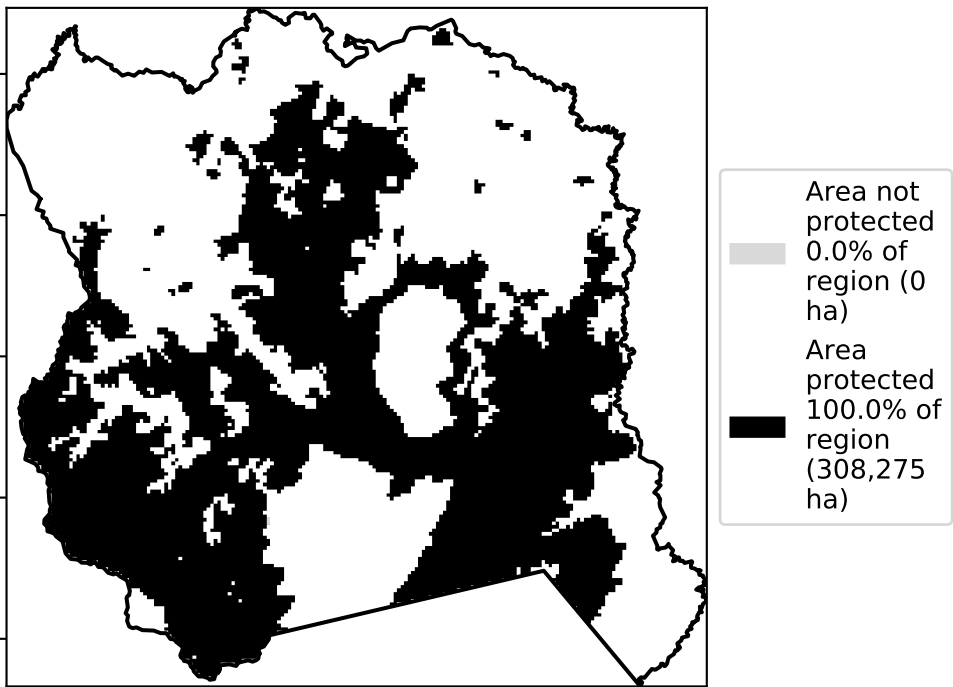 Area not
protected
0.0% of
region (0
ha)
Area
protected
100.0% of
region
(308,275
ha)